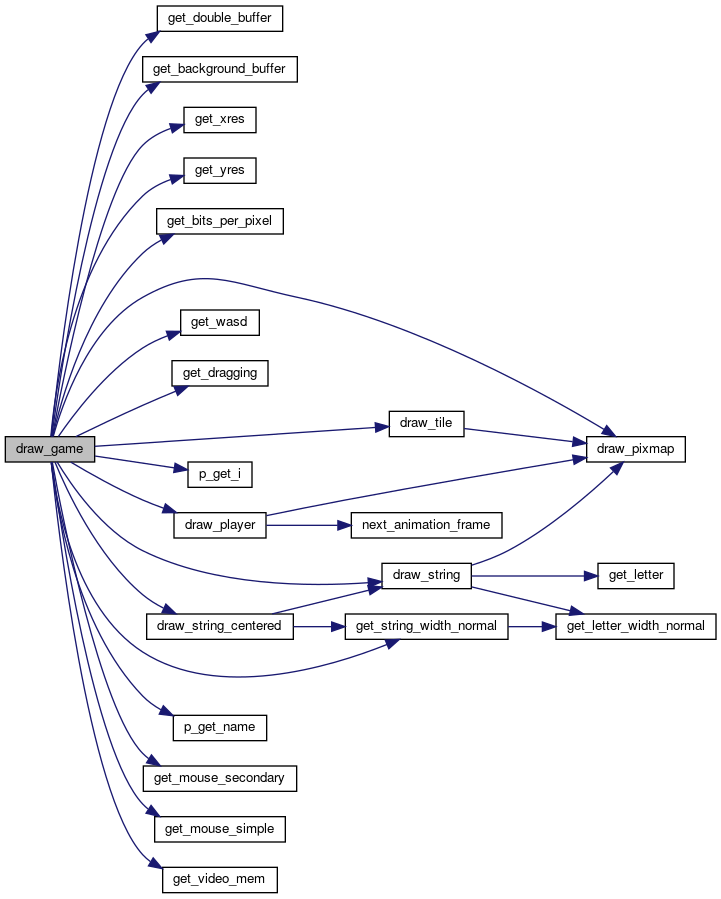 get_double_buffer
get_background_buffer
get_xres
get_yres
get_bits_per_pixel
get_wasd
get_dragging
draw_tile
draw_game
draw_pixmap
p_get_i
draw_player
next_animation_frame
draw_string
get_letter
draw_string_centered
get_string_width_normal
get_letter_width_normal
p_get_name
get_mouse_secondary
get_mouse_simple
get_video_mem